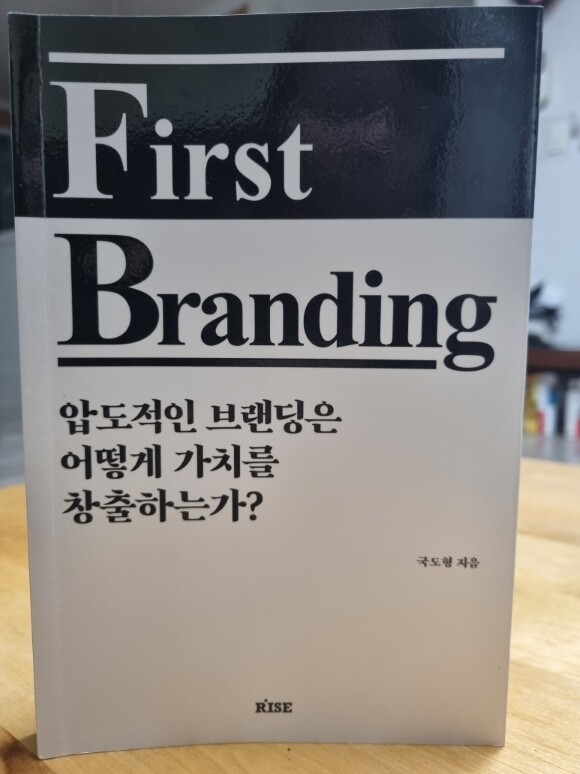 First
Branding
압도적인 브랜딩은
어떻게 가치를
창출하는가?
국도형 지음
RISE